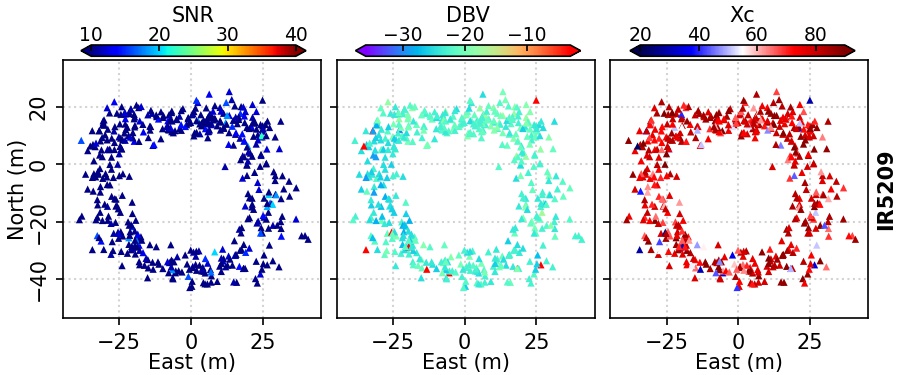 SNR
DBV
Xc
10 20 30 40
−30 −20 −10
20 40 60 80
20
0
−20
−40
North (m)
−25 0 25
−25 0 25
−25 0 25
East (m)
East (m)
East (m)
IR5209